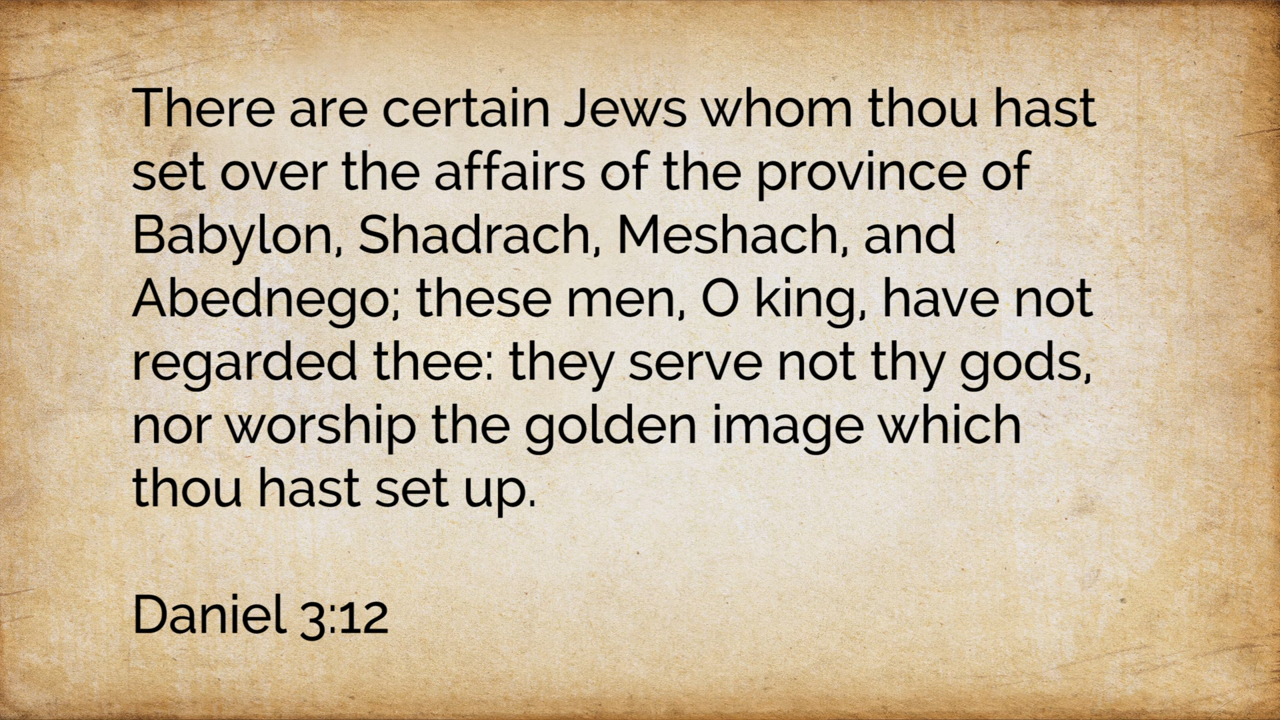 There are certain Jews whom thou hast
set over the affairs of the province of
Babylon, Shadrach, Meshach, and
Abednego; these men, O king, have not
regarded thee: they serve not thy gods,
nor worship the golden image which
thou hast set up.
Daniel 3:12